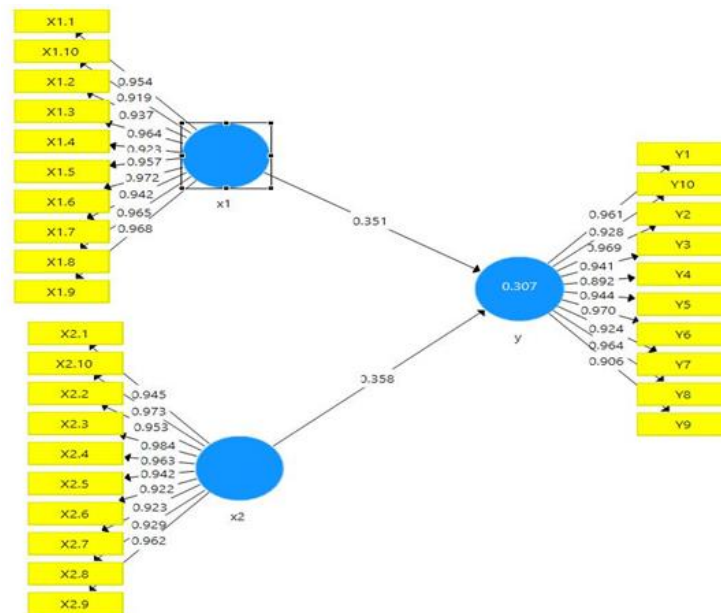 X1.1
X1.10
X1.2
X1.3
X1.4
X1.5
X1.6
X1.7
X1.8
X1.9
0.954
0.919
0.937
0.964
0.923
0.957
0.972
0.942
0.965
0.968
x1
0.351
X2.1
X2.10
X2.2
X2.3
X2.4
X2.5
X2.6
X2.7
X2.8
X2.9
0.945
0.973
0.953
0.984
0.963
0.942
0.922
0.923
0.929
0.962
x2
0.358
0.307
y
0.961
0.928
0.969
0.941
0.892
0.944
0.970
0.924
0.964
0.906
Y1
Y10
Y2
Y3
Y4
Y5
Y6
Y7
Y8
Y9